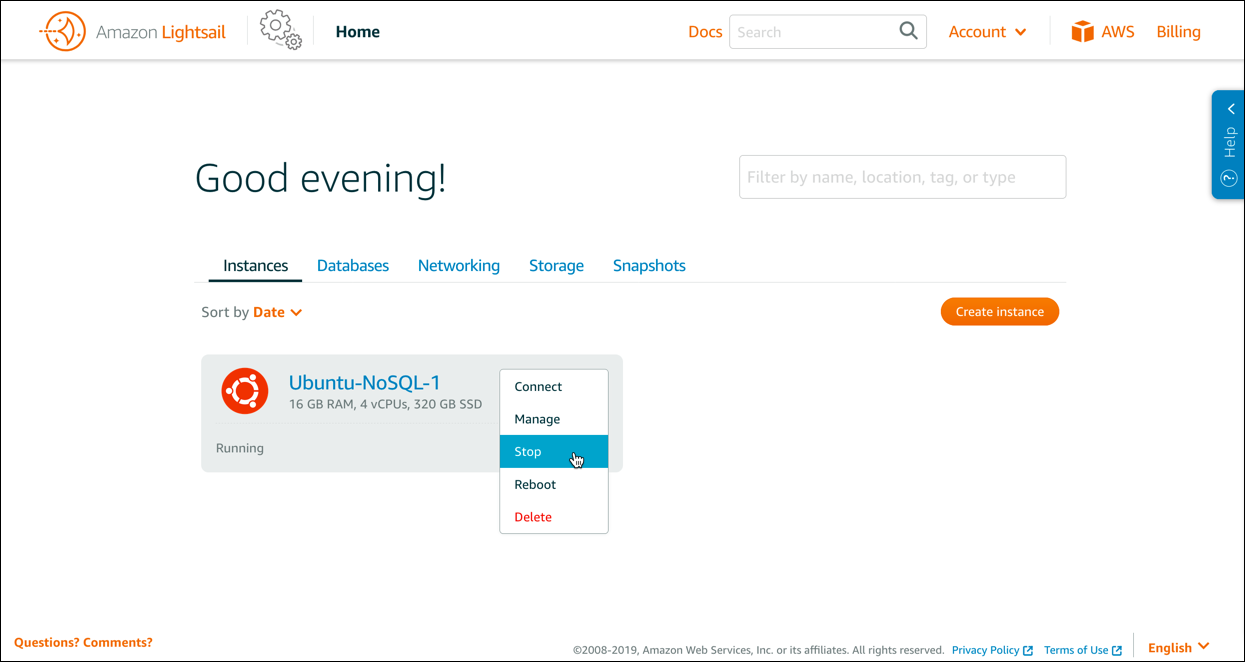 Amazon Lightsail
Home
Docs
Search
Account
AWS
Billing
Help
?
Good evening!
Filter by name, location, tag, or type
Instances
Databases
Networking
Storage
Snapshots
Sort by Date
Create instance
Ubuntu-NoSQL-1
16 GB RAM, 4 vCPUs, 320 GB SSD
Running
Connect
Manage
Stop
Reboot
Delete
Questions? Comments?
©2008-2019, Amazon Web Services, Inc. or its affiliates. All rights reserved.
Privacy Policy
Terms of Use
English